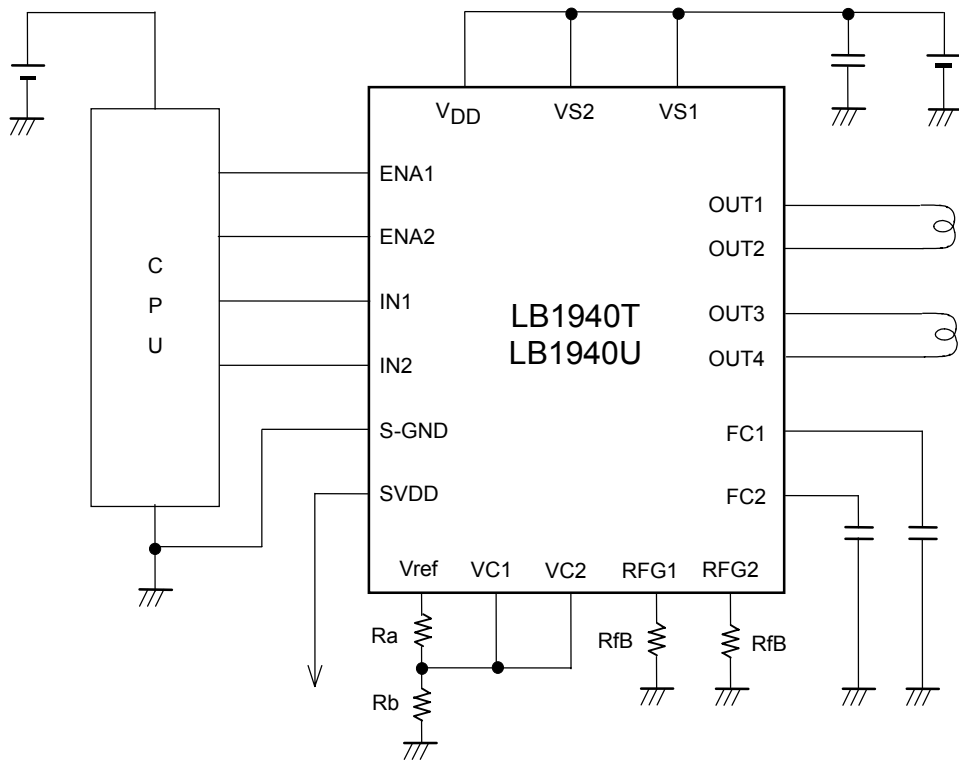 VDD VS2 VS1
ENA1
OUT1
ENA2
OUT2
C
P
U
IN1
OUT3
LB1940T
LB1940U
IN2
OUT4
S-GND
FC1
SVDD
FC2
Vref VC1 VC2 RFG1 RFG2
Ra
RfB
RfB
Rb